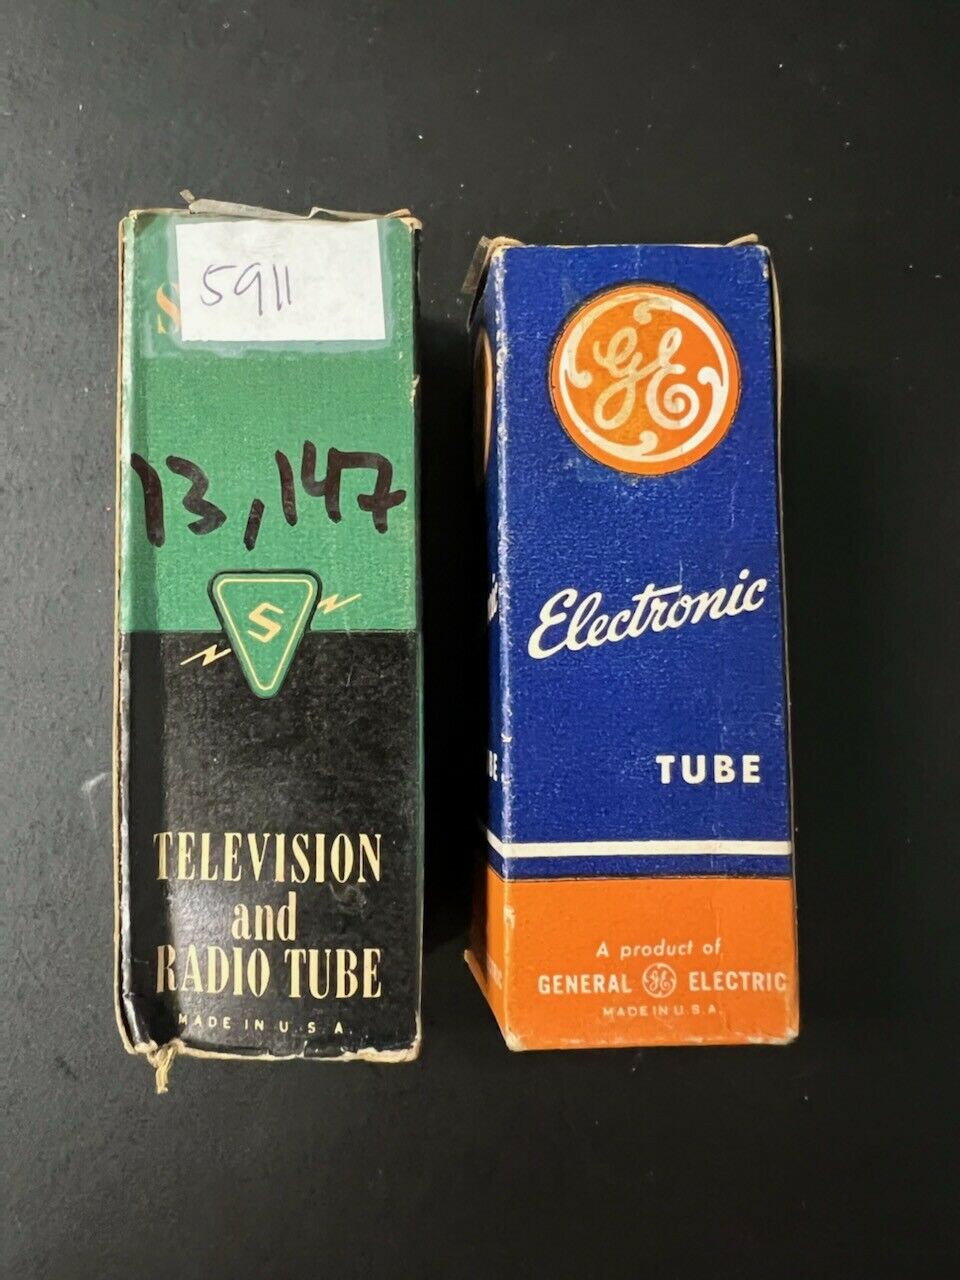 5911
S
13,147
S
TELEVISION
and
RADIO TUBE
MADE IN U.S.A.
GE
Electronic
TUBE
A product of
GENERAL GE ELECTRIC
MADE IN U.S.A.